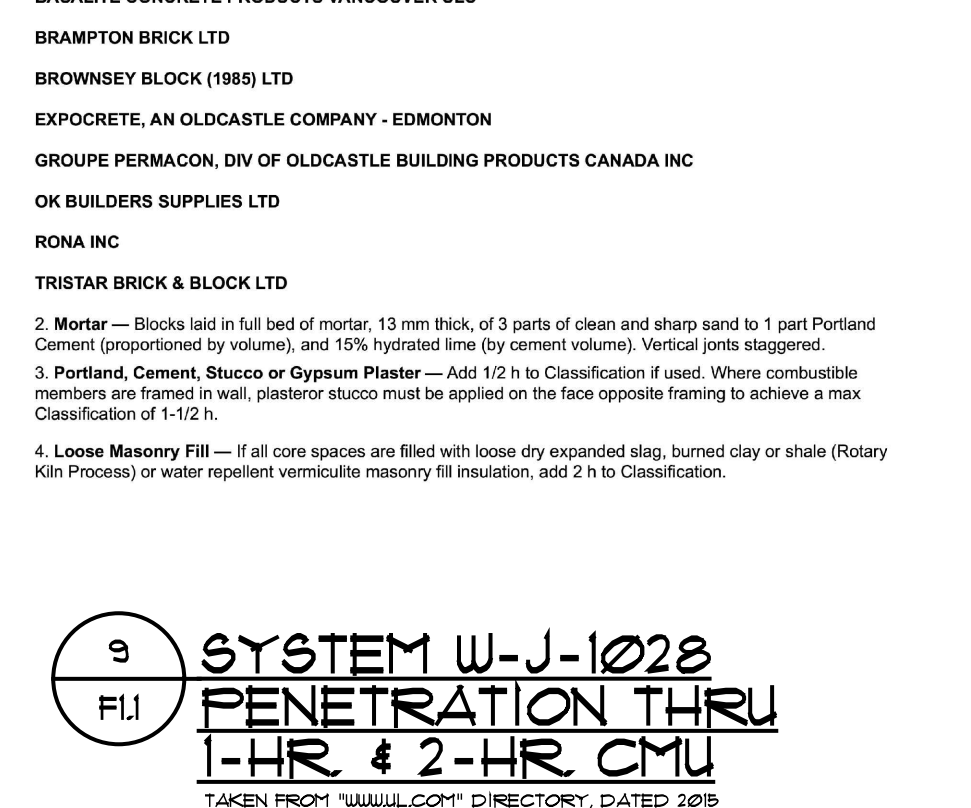 BASALITE CONCRETE PRODUCTS VANCOUVER ULC
BRAMPTON BRICK LTD
BROWNSEY BLOCK (1985) LTD
EXPOCRETE, AN OLDCASTLE COMPANY - EDMONTON
GROUPE PERMACON, DIV OF OLDCASTLE BUILDING PRODUCTS CANADA INC
OK BUILDERS SUPPLIES LTD
RONA INC
TRISTAR BRICK & BLOCK LTD
2. Mortar — Blocks laid in full bed of mortar, 13 mm thick, of 3 parts of clean and sharp sand to 1 part Portland
Cement (proportioned by volume), and 15% hydrated lime (by cement volume). Vertical jonts staggered.
3. Portland, Cement, Stucco or Gypsum Plaster — Add 1/2 h to Classification if used. Where combustible
members are framed in wall, plasteror stucco must be applied on the face opposite framing to achieve a max
Classification of 1-1/2 h.
4. Loose Masonry Fill — If all core spaces are filled with loose dry expanded slag, burned clay or shale (Rotary
Kiln Process) or water repellent vermiculite masonry fill insulation, add 2 h to Classification.
9
F1.1
SYSTEM W-J-1028
PENETRATION THRU
1-HR. & 2-HR. CMU
TAKEN FROM "WWW.UL.COM" DIRECTORY, DATED 2015